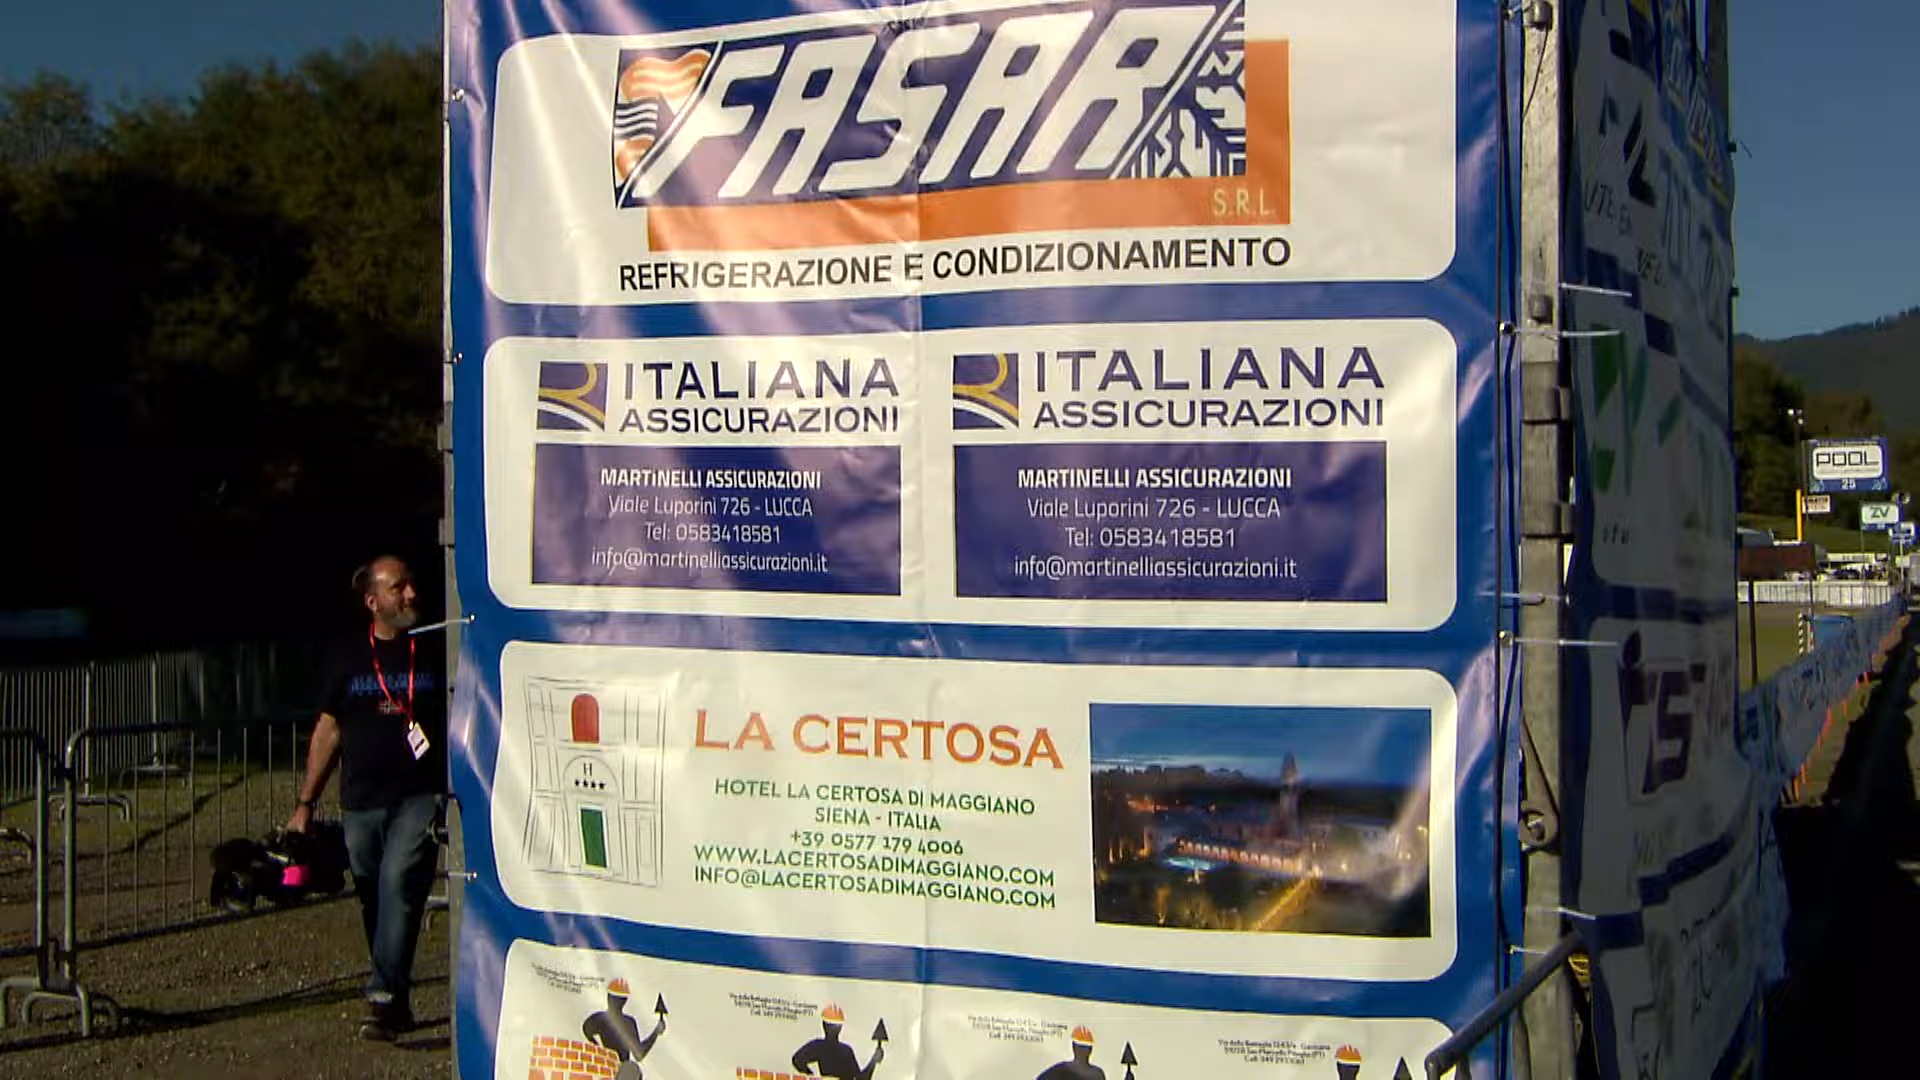 FASAR
S.R.L.
REFRIGERAZIONE E CONDIZIONAMENTO
ITALIANA
ASSICURAZIONI
MARTINELLI ASSICURAZIONI
Viale Luporini 726 - LUCCA
Tel: 0583418581
info@martinelliassicurazioni.it
ITALIANA
ASSICURAZIONI
MARTINELLI ASSICURAZIONI
Viale Luporini 726 - LUCCA
Tel: 0583418581
info@martinelliassicurazioni.it
LA CERTOSA
H
HOTEL LA CERTOSA DI MAGGIANO
SIENA - ITALIA
+39 0577 179 4006
WWW.LACERTOSADIMAGGIANO.COM
INFO@LACERTOSADIMAGGIANO.COM
POOL
25
ZV